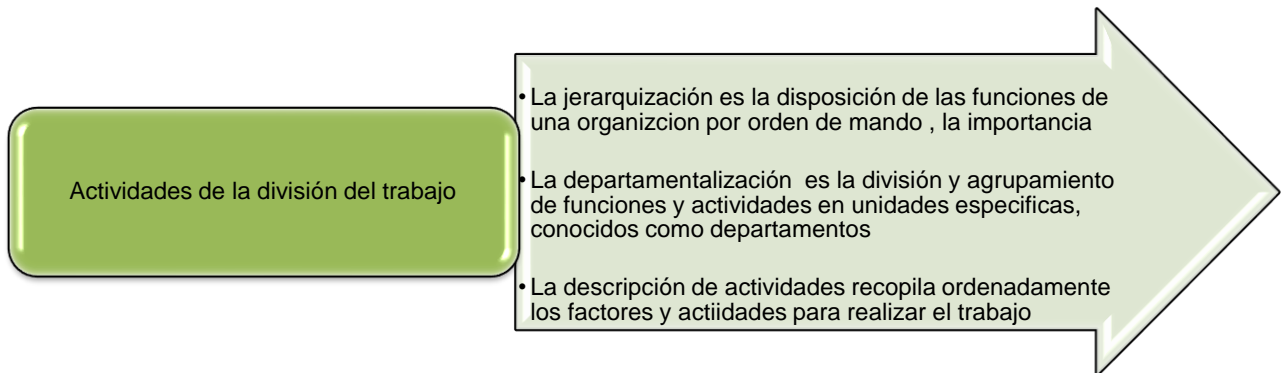 Actividades de la división del trabajo
• La jerarquización es la disposición de las funciones de
una organizcion por orden de mando , la importancia
• La departamentalización es la división y agrupamiento
de funciones y actividades en unidades especificas,
conocidos como departamentos
• La descripción de actividades recopila ordenadamente
los factores y actiidades para realizar el trabajo